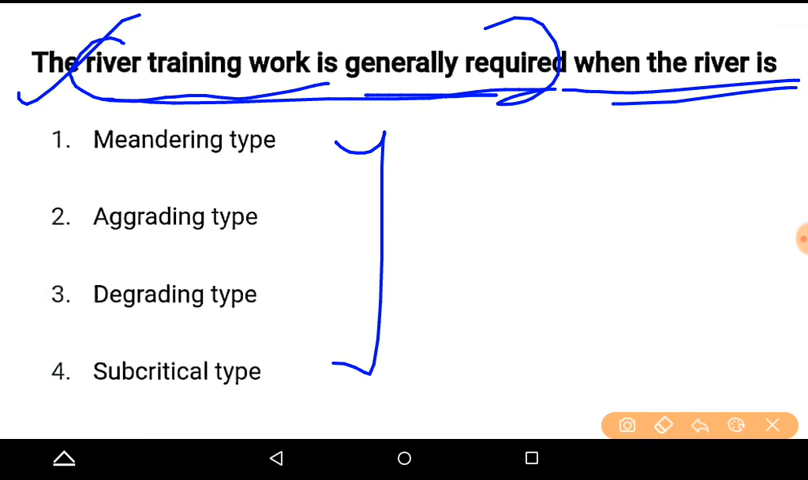 The river training work is generally required when the river is
1. Meandering type
2. Aggrading type
3. Degrading type
4. Subcritical type